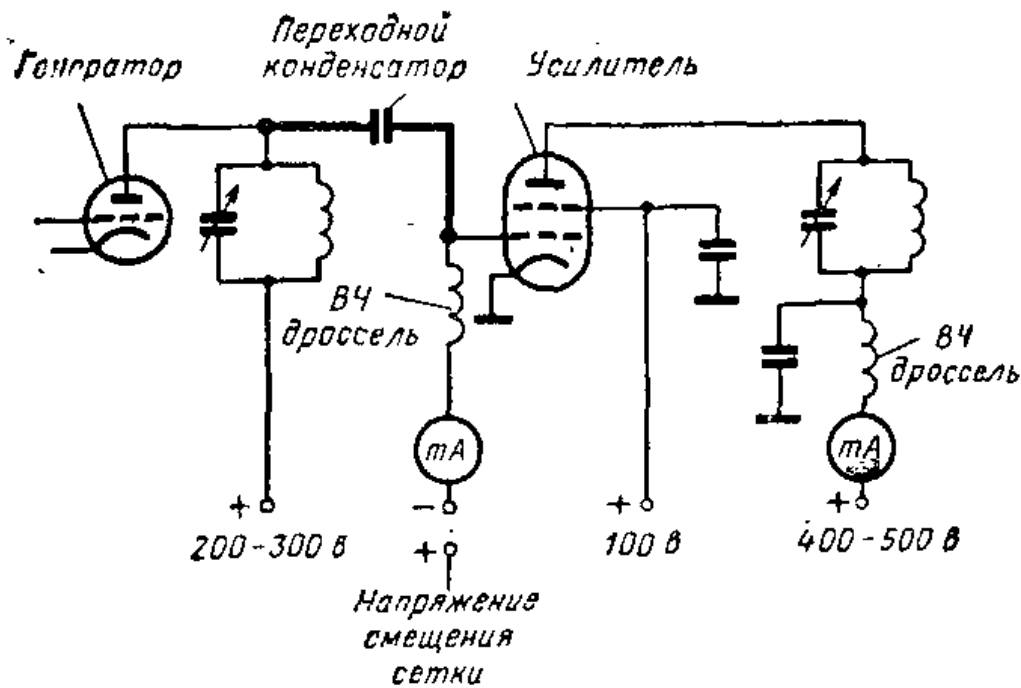 Генератор
Переходной
конденсатор
Усилитель
ВЧ
дроссель
ВЧ
дроссель
mA
mA
+
200-300 в
-
+
Напряжение
смещения
сетки
+
100 в
+
400-500 в